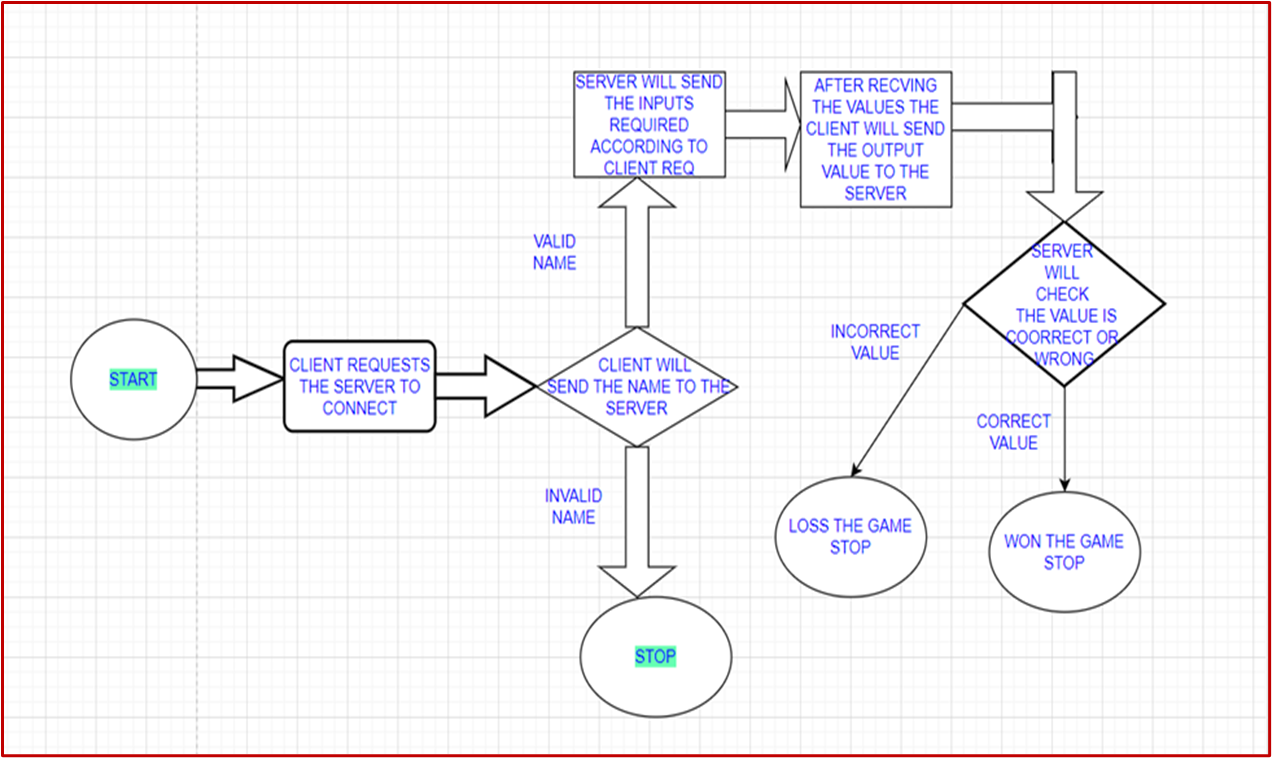 START
CLIENT REQUESTS
THE SERVER TO
CONNECT
CLIENT WILL
SEND THE NAME TO THE
SERVER
VALID
NAME
SERVER WILL SEND
THE INPUTS
REQUIRED
ACCORDING TO
CLIENT REQ
AFTER RECVING
THE VALUES THE
CLIENT WILL SEND
THE OUTPUT
VALUE TO THE
SERVER
SERVER
WILL
CHECK
THE VALUE IS
COORRECT OR
WRONG
INCORRECT
VALUE
CORRECT
VALUE
LOSS THE GAME
STOP
WON THE GAME
STOP
INVALID
NAME
STOP